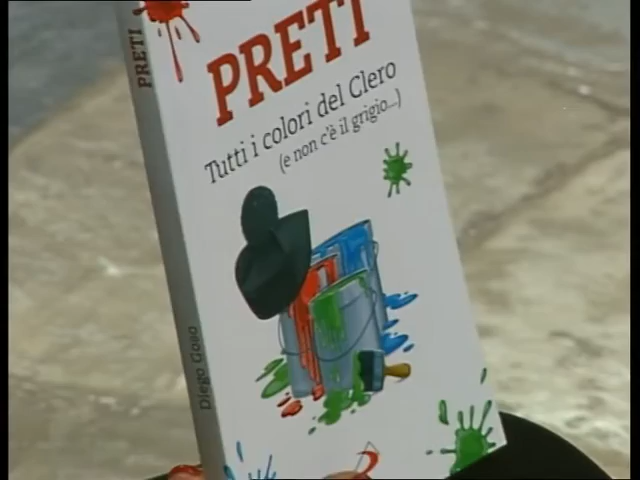 PRETI
Tutti i colori del Clero
(e non c'è il grigio...)
PRETI
Diego Goso